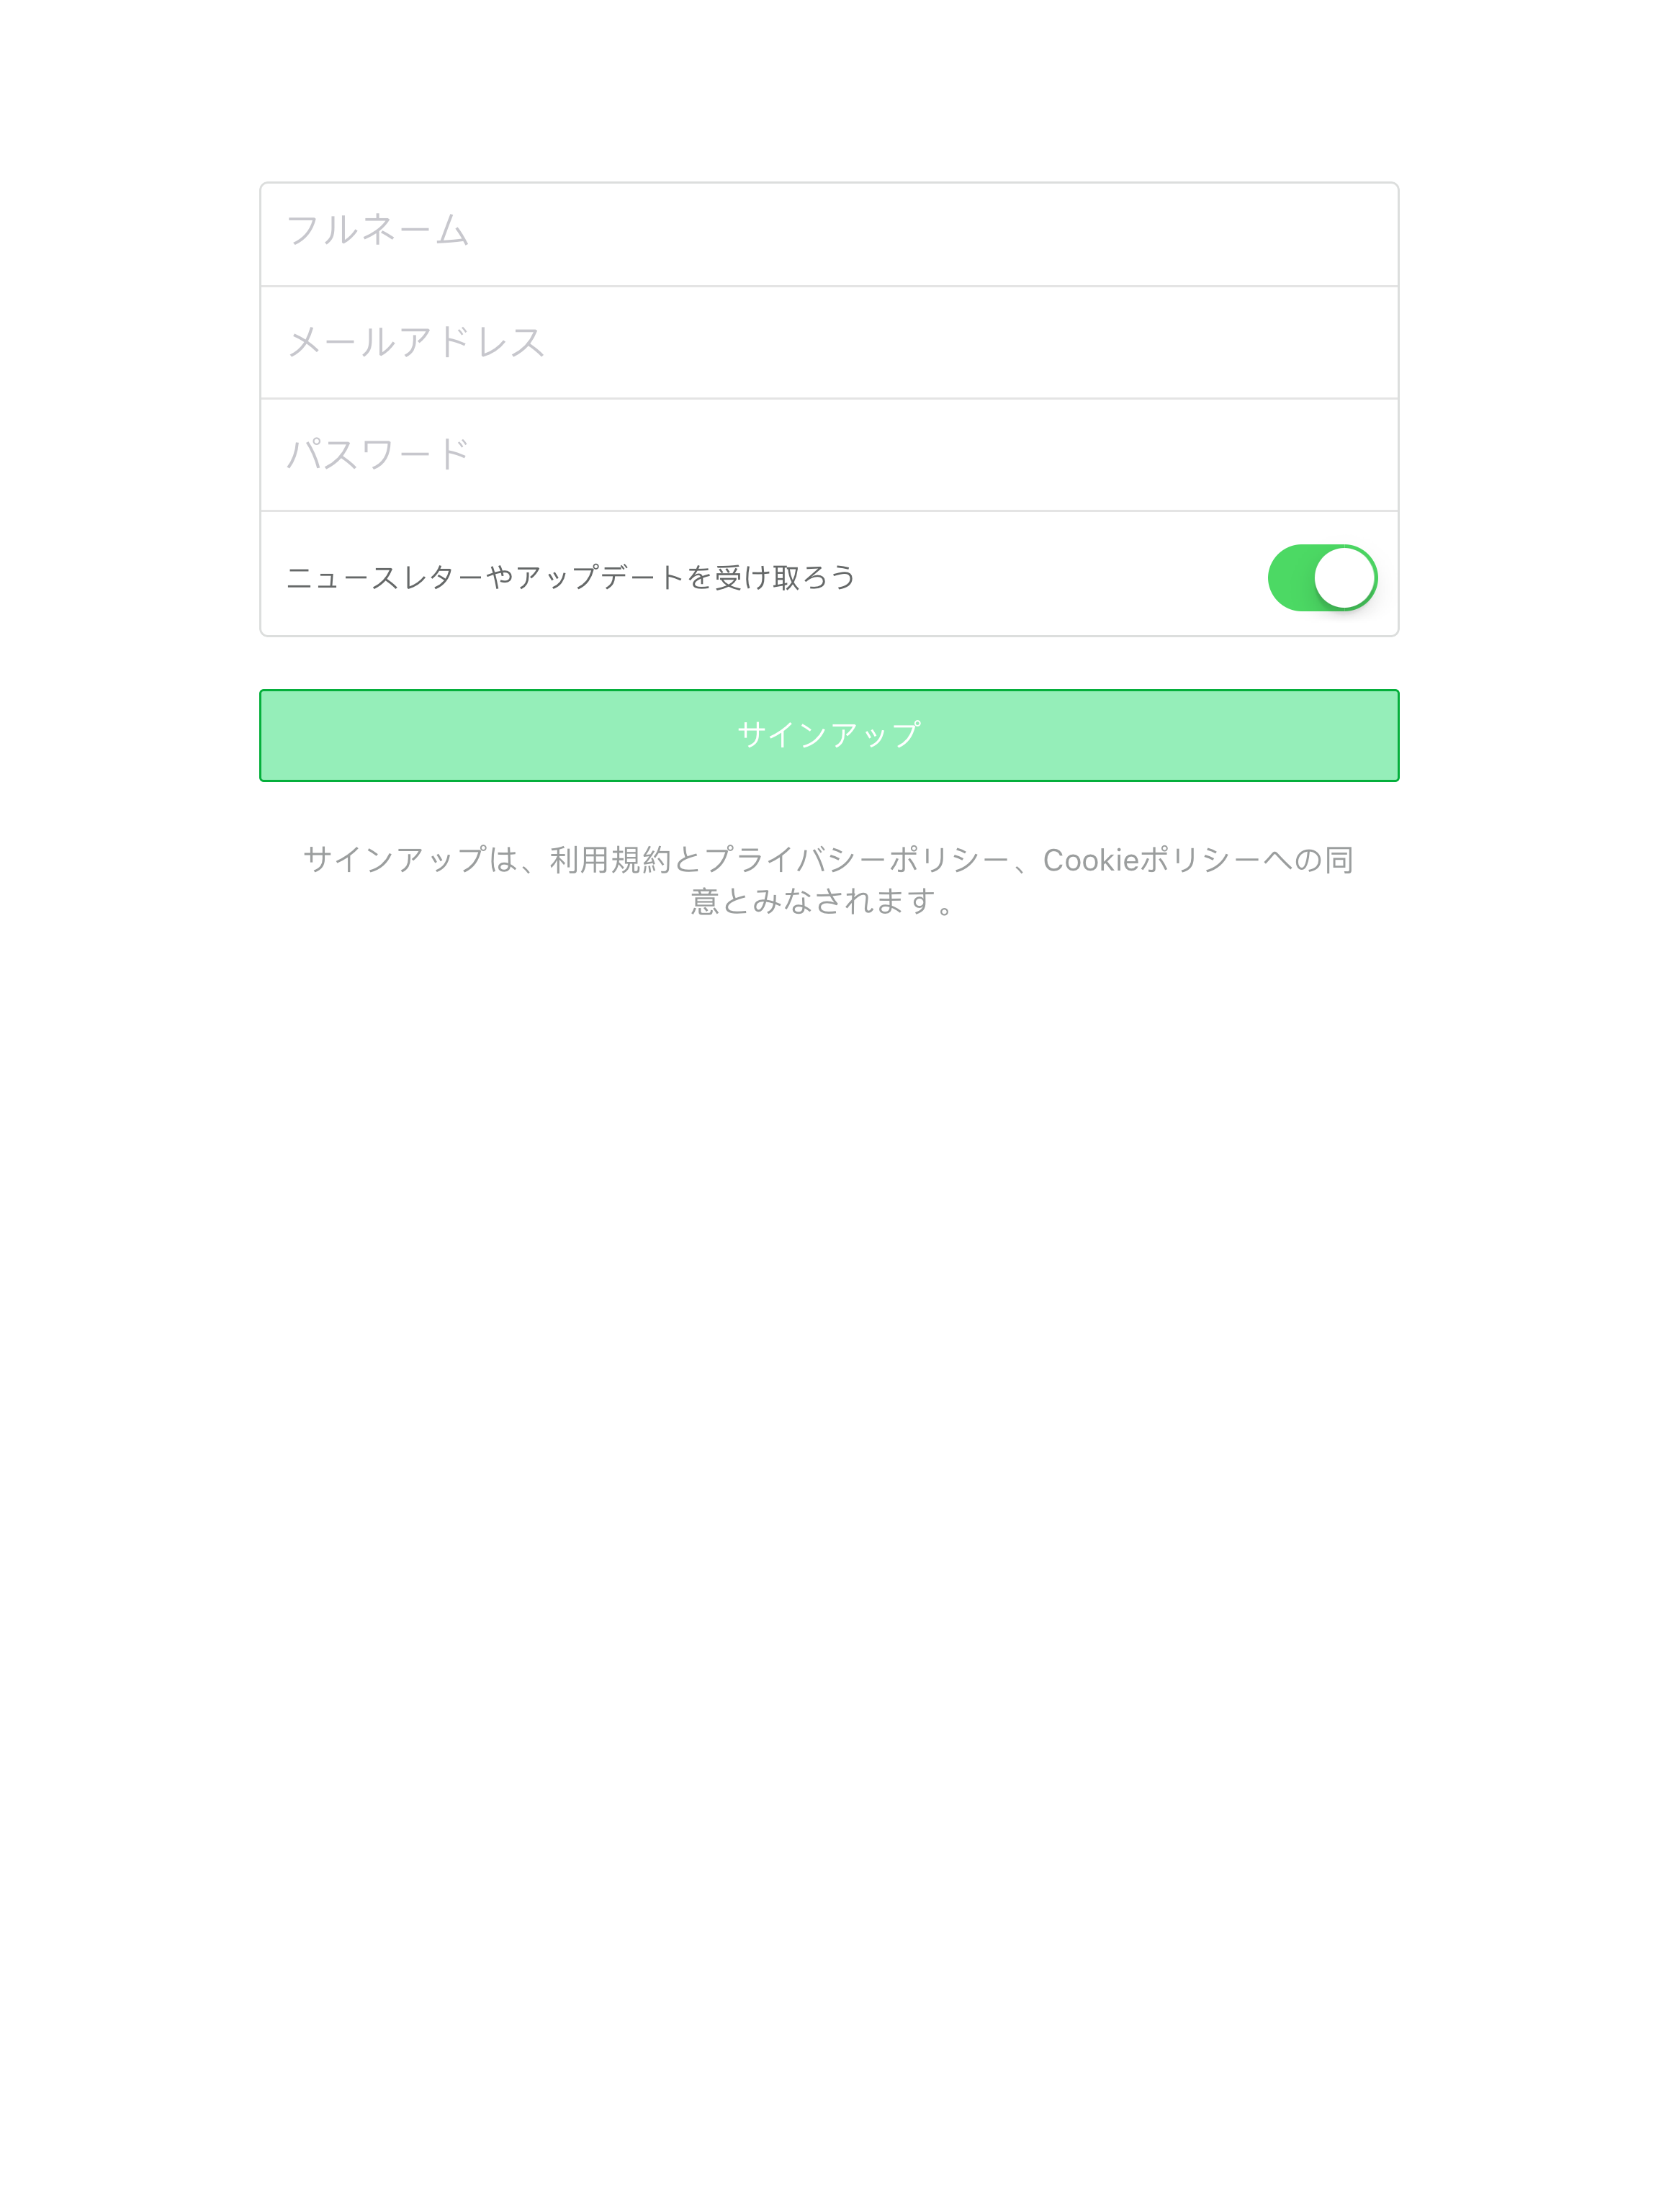 フルネーム
メールアドレス
パスワード
ニュースレターやアップデートを受け取ろう
サインアップ
サインアップは、利用規約とプライバシーポリシー、Cookieポリシーへの同
意とみなされます。